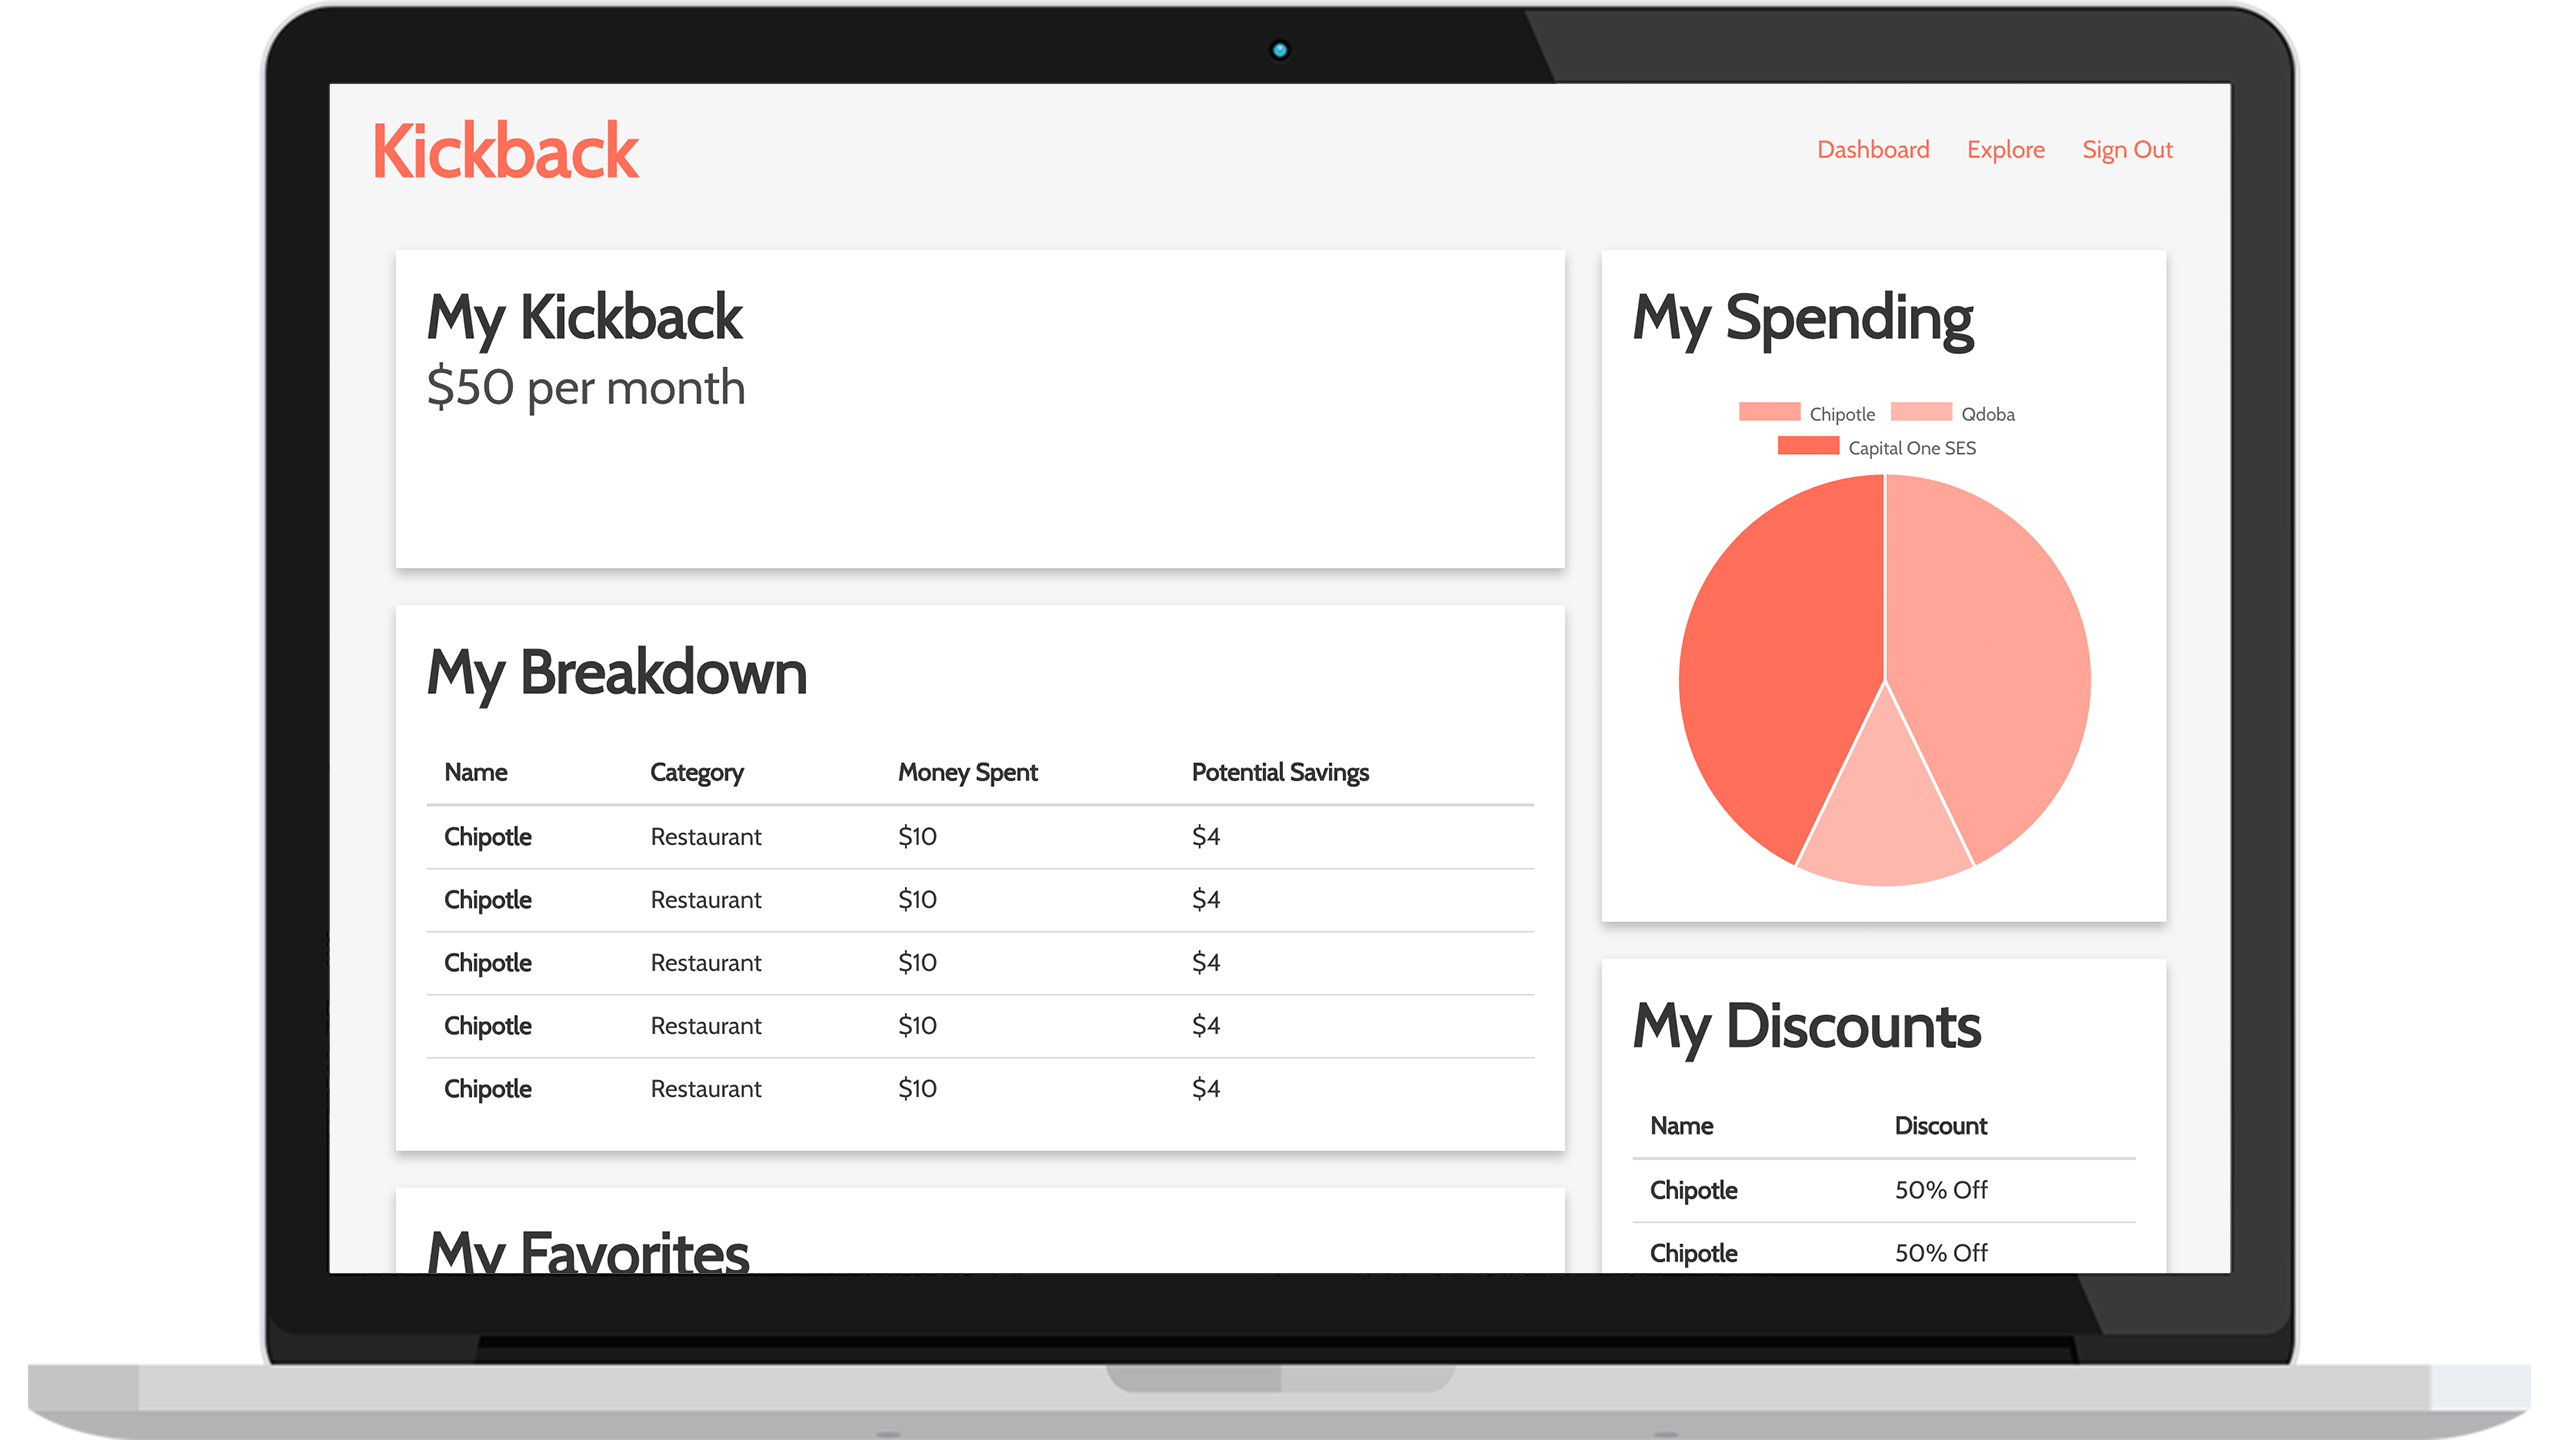 Kickback
Dashboard Explore Sign Out
My Kickback
$50 per month
My Breakdown
Name Category Money Spent Potential Savings
Chipotle Restaurant $10 $4
Chipotle Restaurant $10 $4
Chipotle Restaurant $10 $4
Chipotle Restaurant $10 $4
Chipotle Restaurant $10 $4
My Favorites
My Spending
Chipotle Qdoba
Capital One SES
My Discounts
Name Discount
Chipotle 50% Off
Chipotle 50% Off